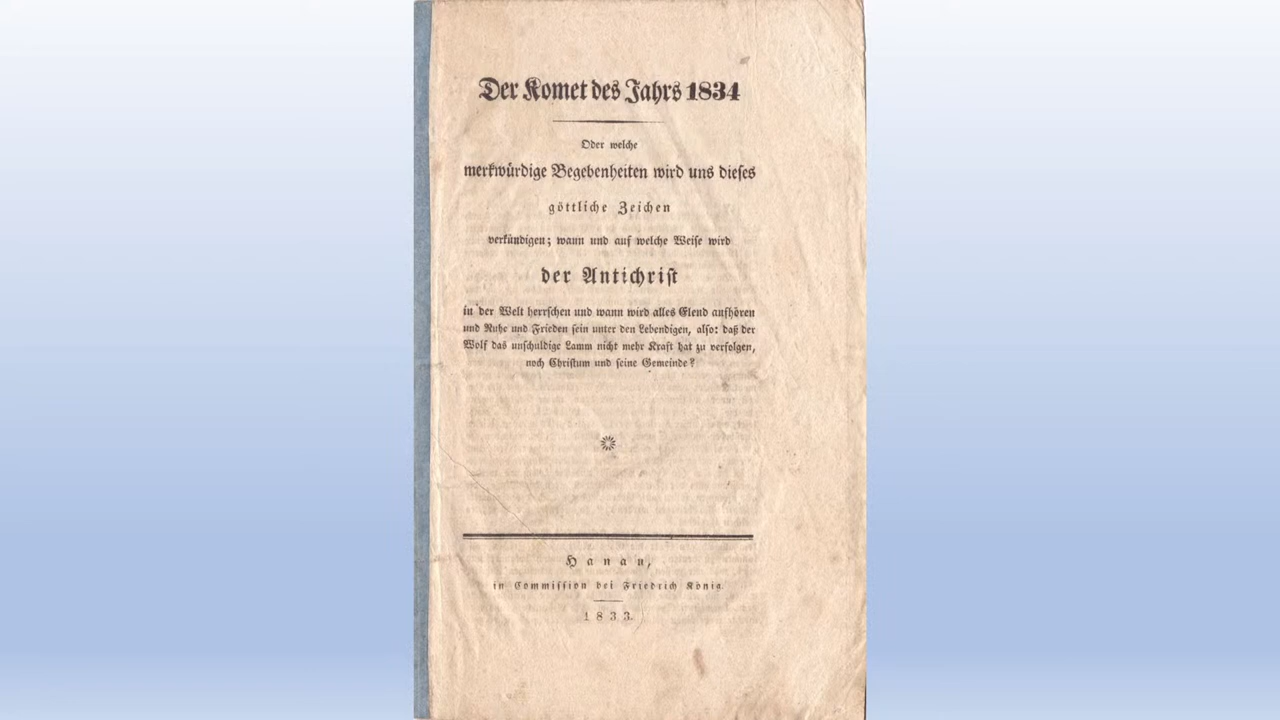 Der Komet des Jahrs 1834
Oder welche
merkwürdige Begebenheiten wird uns dieses
göttliche Zeichen
verkündigen; wann und auf welche Weise wird
der Antichrist
in der Welt herrschen und wann wird alles Elend aufhören
und Ruhe und Frieden sein unter den Lebendigen, also: daß der
Wolf das unschuldige Lamm nicht mehr Kraft hat zu verfolgen,
noch Christum und seine Gemeinde?
Hanau,
in Commission bei Friedrich König
1833.